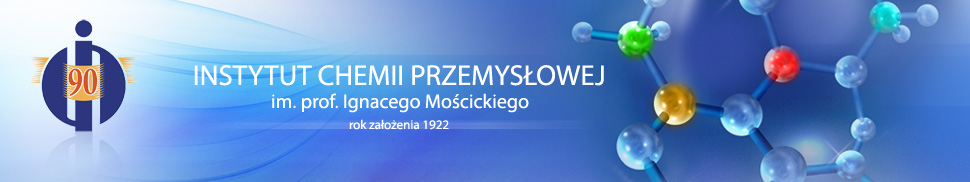 90
INSTYTUT CHEMII PRZEMYSŁOWEJ
im. prof. Ignacego Mościckiego
rok założenia 1922